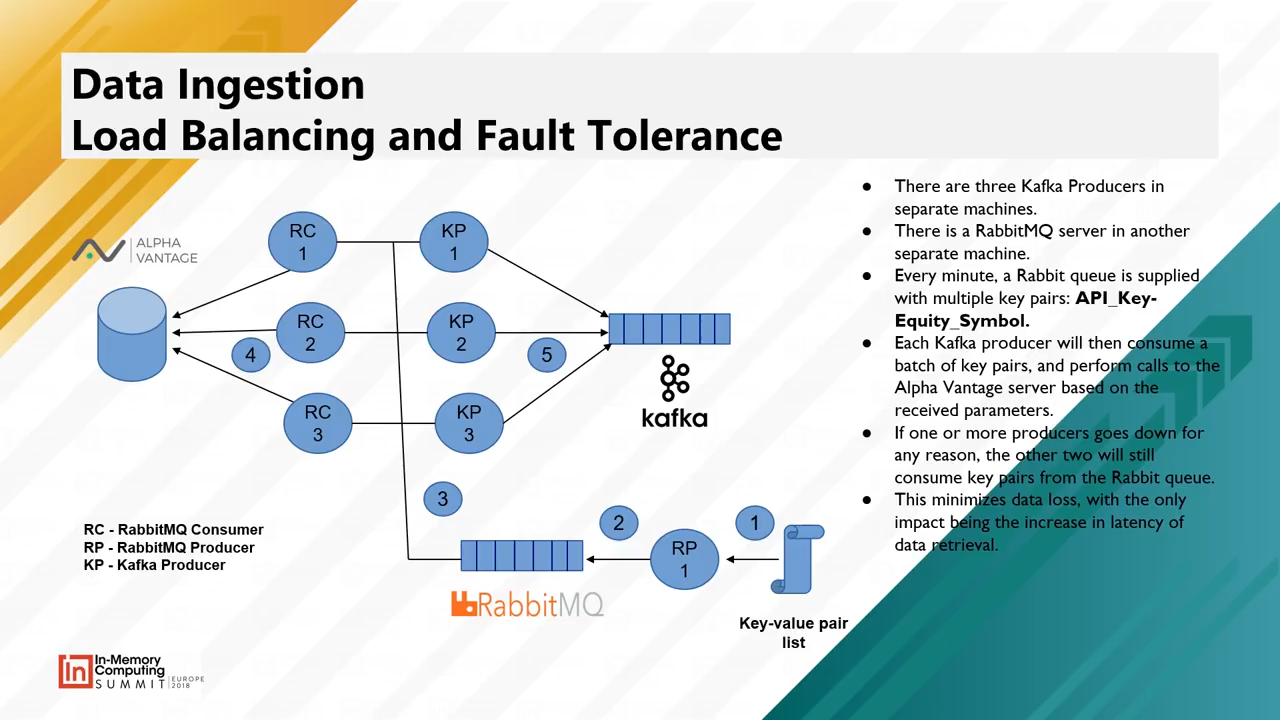 Data Ingestion
Load Balancing and Fault Tolerance
ALPHA
VANTAGE
RC
1
KP
1
RC
2
KP
2
4
5
RC
3
KP
3
kafka
3
2
1
RP
1
RabbitMQ
Key-value pair
list
RC - RabbitMQ Consumer
RP - RabbitMQ Producer
KP - Kafka Producer
● There are three Kafka Producers in
separate machines.
● There is a RabbitMQ server in another
separate machine.
● Every minute, a Rabbit queue is supplied
with multiple key pairs: API_Key-
Equity_Symbol.
● Each Kafka producer will then consume a
batch of key pairs, and perform calls to the
Alpha Vantage server based on the
received parameters.
● If one or more producers goes down for
any reason, the other two will still
consume key pairs from the Rabbit queue.
● This minimizes data loss, with the only
impact being the increase in latency of
data retrieval.
In
In-Memory
Computing
SUMMIT
EUROPE
2018